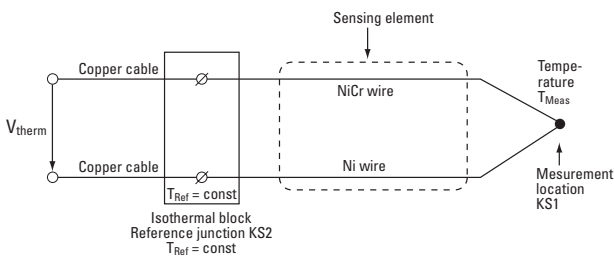 Sensing element
Copper cable
NiCr wire
Tempe-
rature
TMeas
Vtherm
Copper cable
Ni wire
TRef = const
Mesurement
location
KS1
Isothermal block
Reference junction KS2
TRef = const